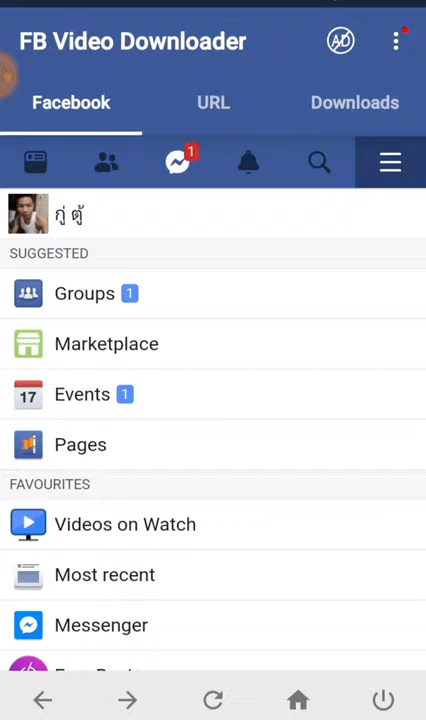 FB Video Downloader
AD
Facebook URL Downloads
1
กู่ ตู้
SUGGESTED
Groups 1
Marketplace
17 Events 1
Pages
FAVOURITES
Videos on Watch
Most recent
Messenger